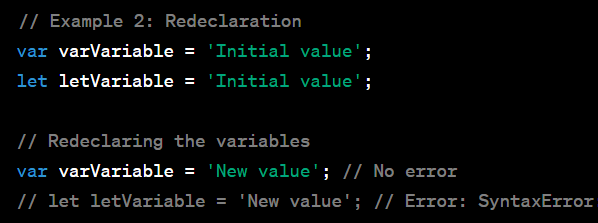 // Example 2: Redeclaration
var varVariable = 'Initial value';
let letVariable = 'Initial value';
// Redeclaring the variables
var varVariable = 'New value'; // No error
// let letVariable = 'New value'; // Error: SyntaxError